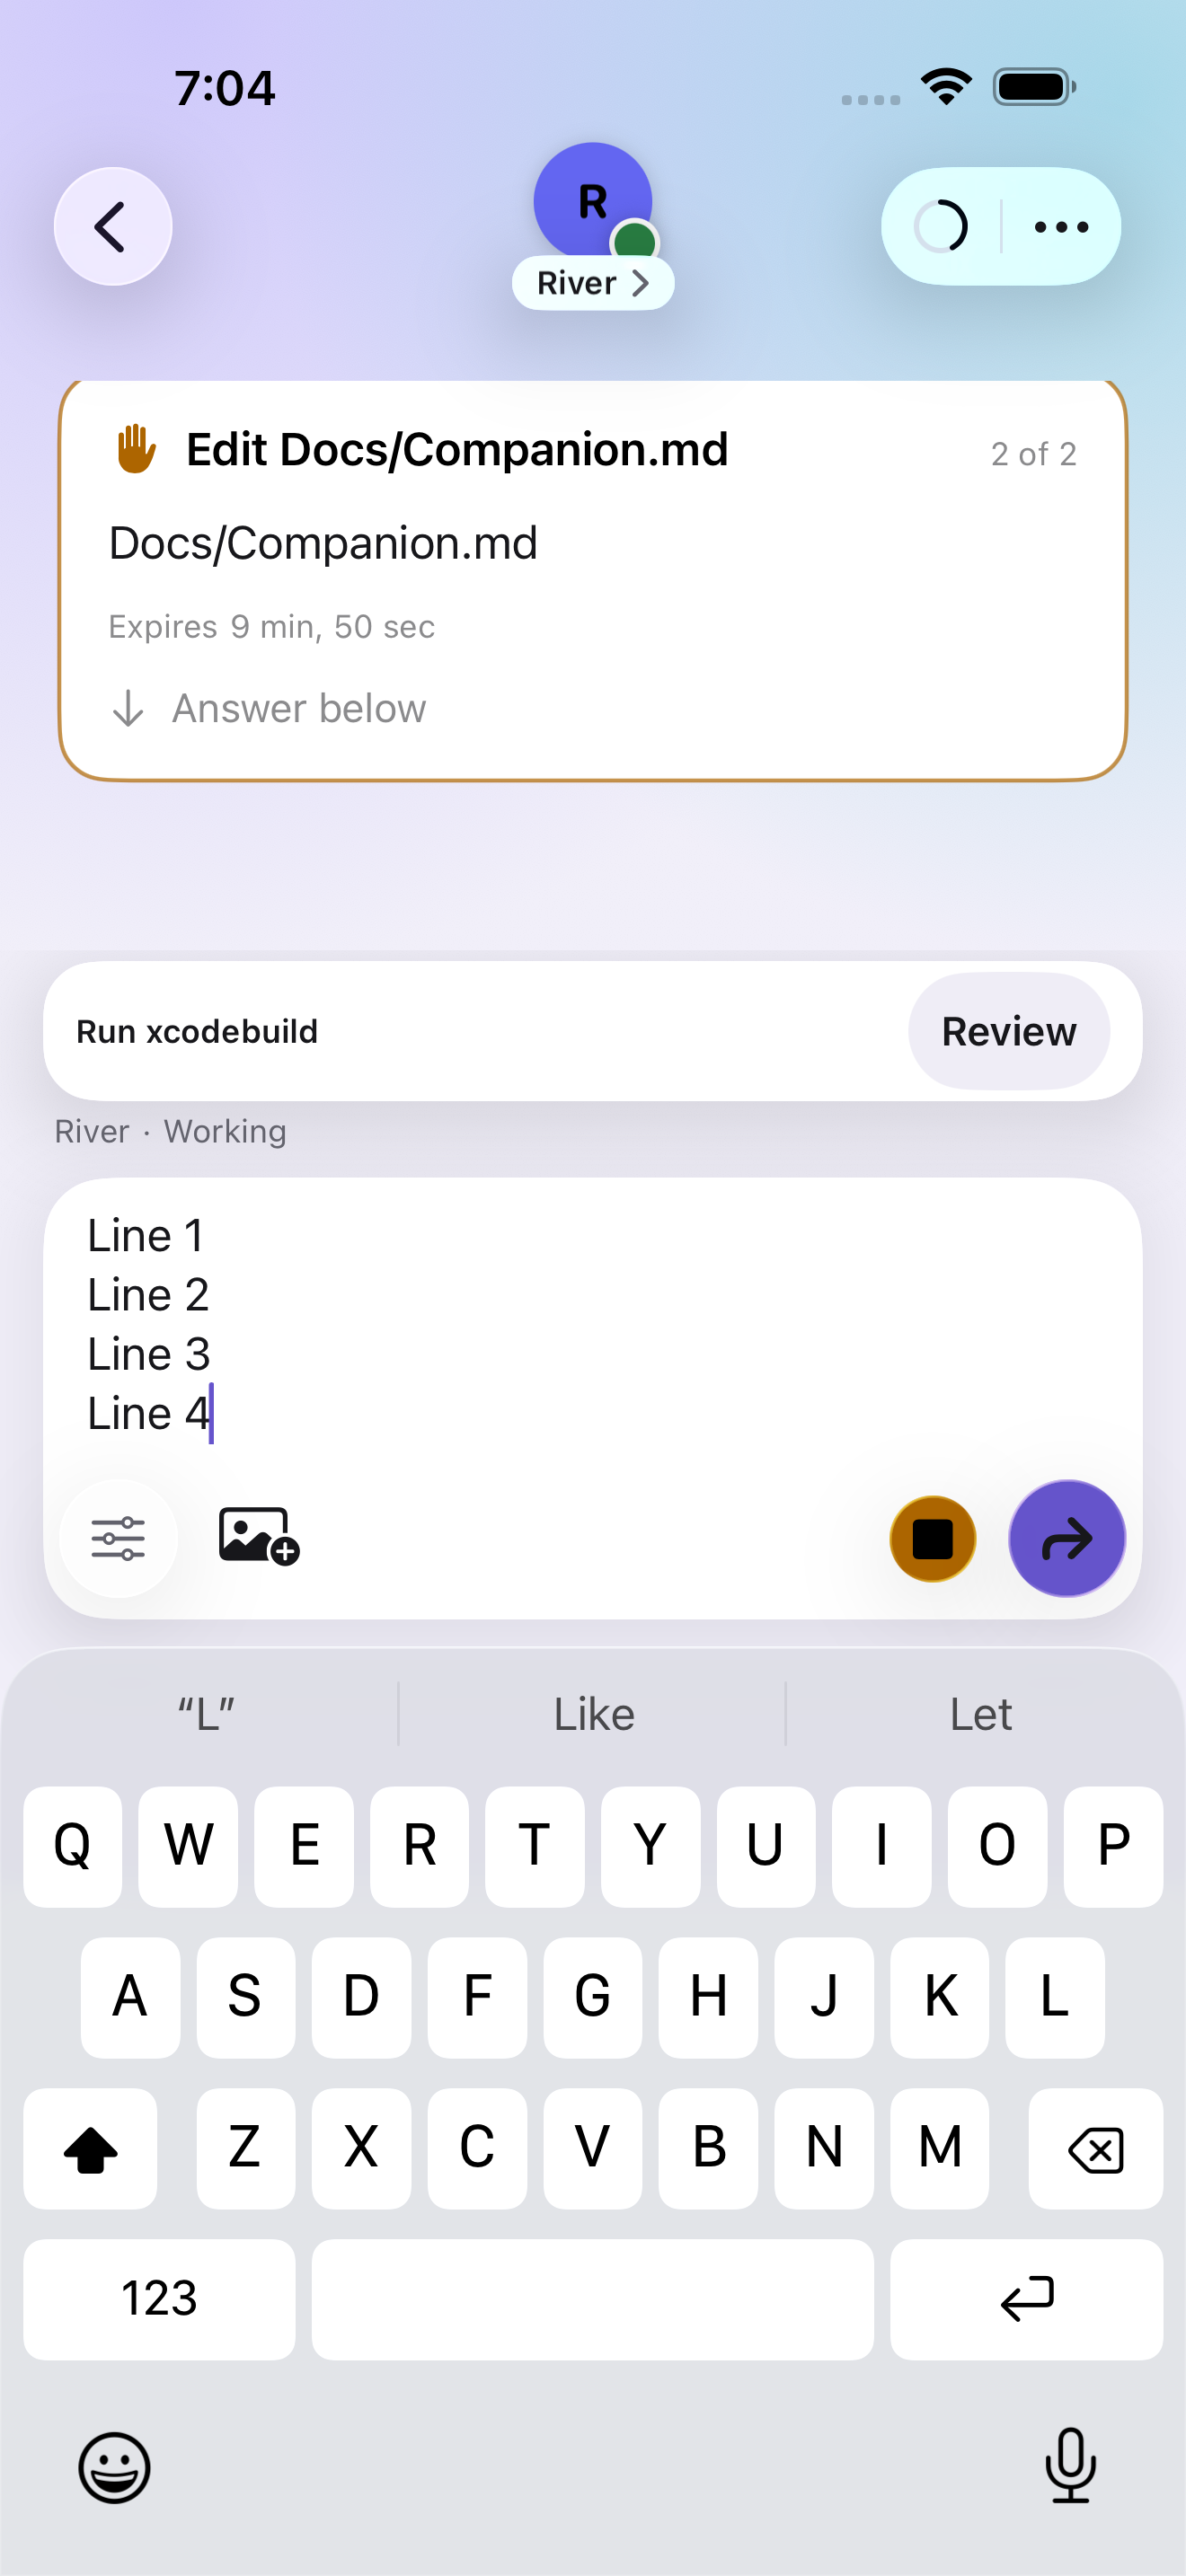 7:04
R
River
Edit Docs/Companion.md
2 of 2
Docs/Companion.md
Expires 9 min, 50 sec
Answer below
Run xcodebuild
Review
River · Working
Line 1
Line 2
Line 3
Line 4
“L” Like Let
Q W E R T Y U I O P
A S D F G H J K L
Z X C V B N M
123